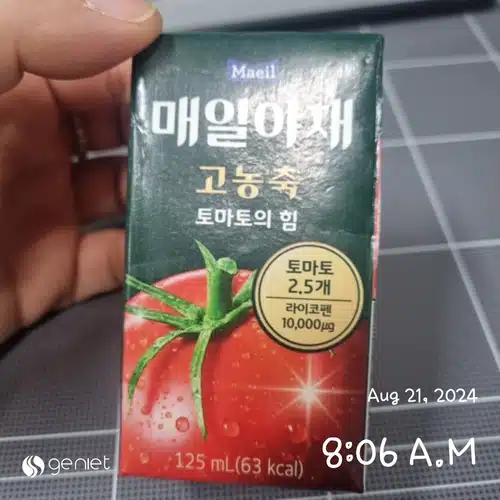 Maeil
매일야채
고농축
토마토의 힘
토마토
2.5개
라이코펜
10,000㎍
125 mL(63 kcal)
Aug 21, 2024
8:06 A.M
geniet